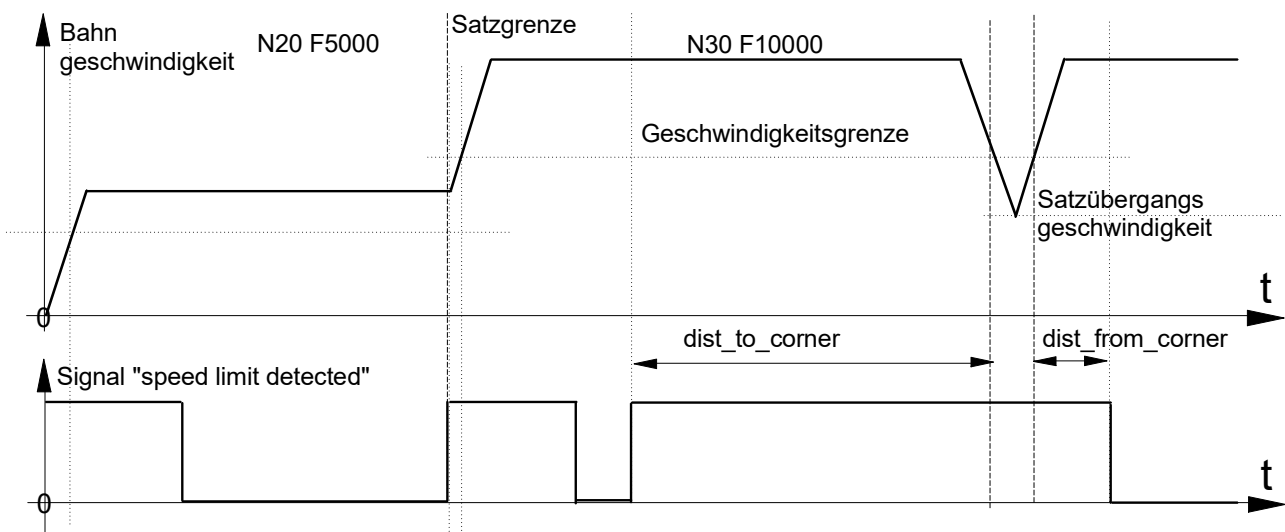 Bahn
geschwindigkeit
N20 F5000
Satzgrenze
N30 F10000
Geschwindigkeitsgrenze
Satzübergangs
geschwindigkeit
t
0
dist_to_corner
dist_from_corner
Signal "speed limit detected"
t
0